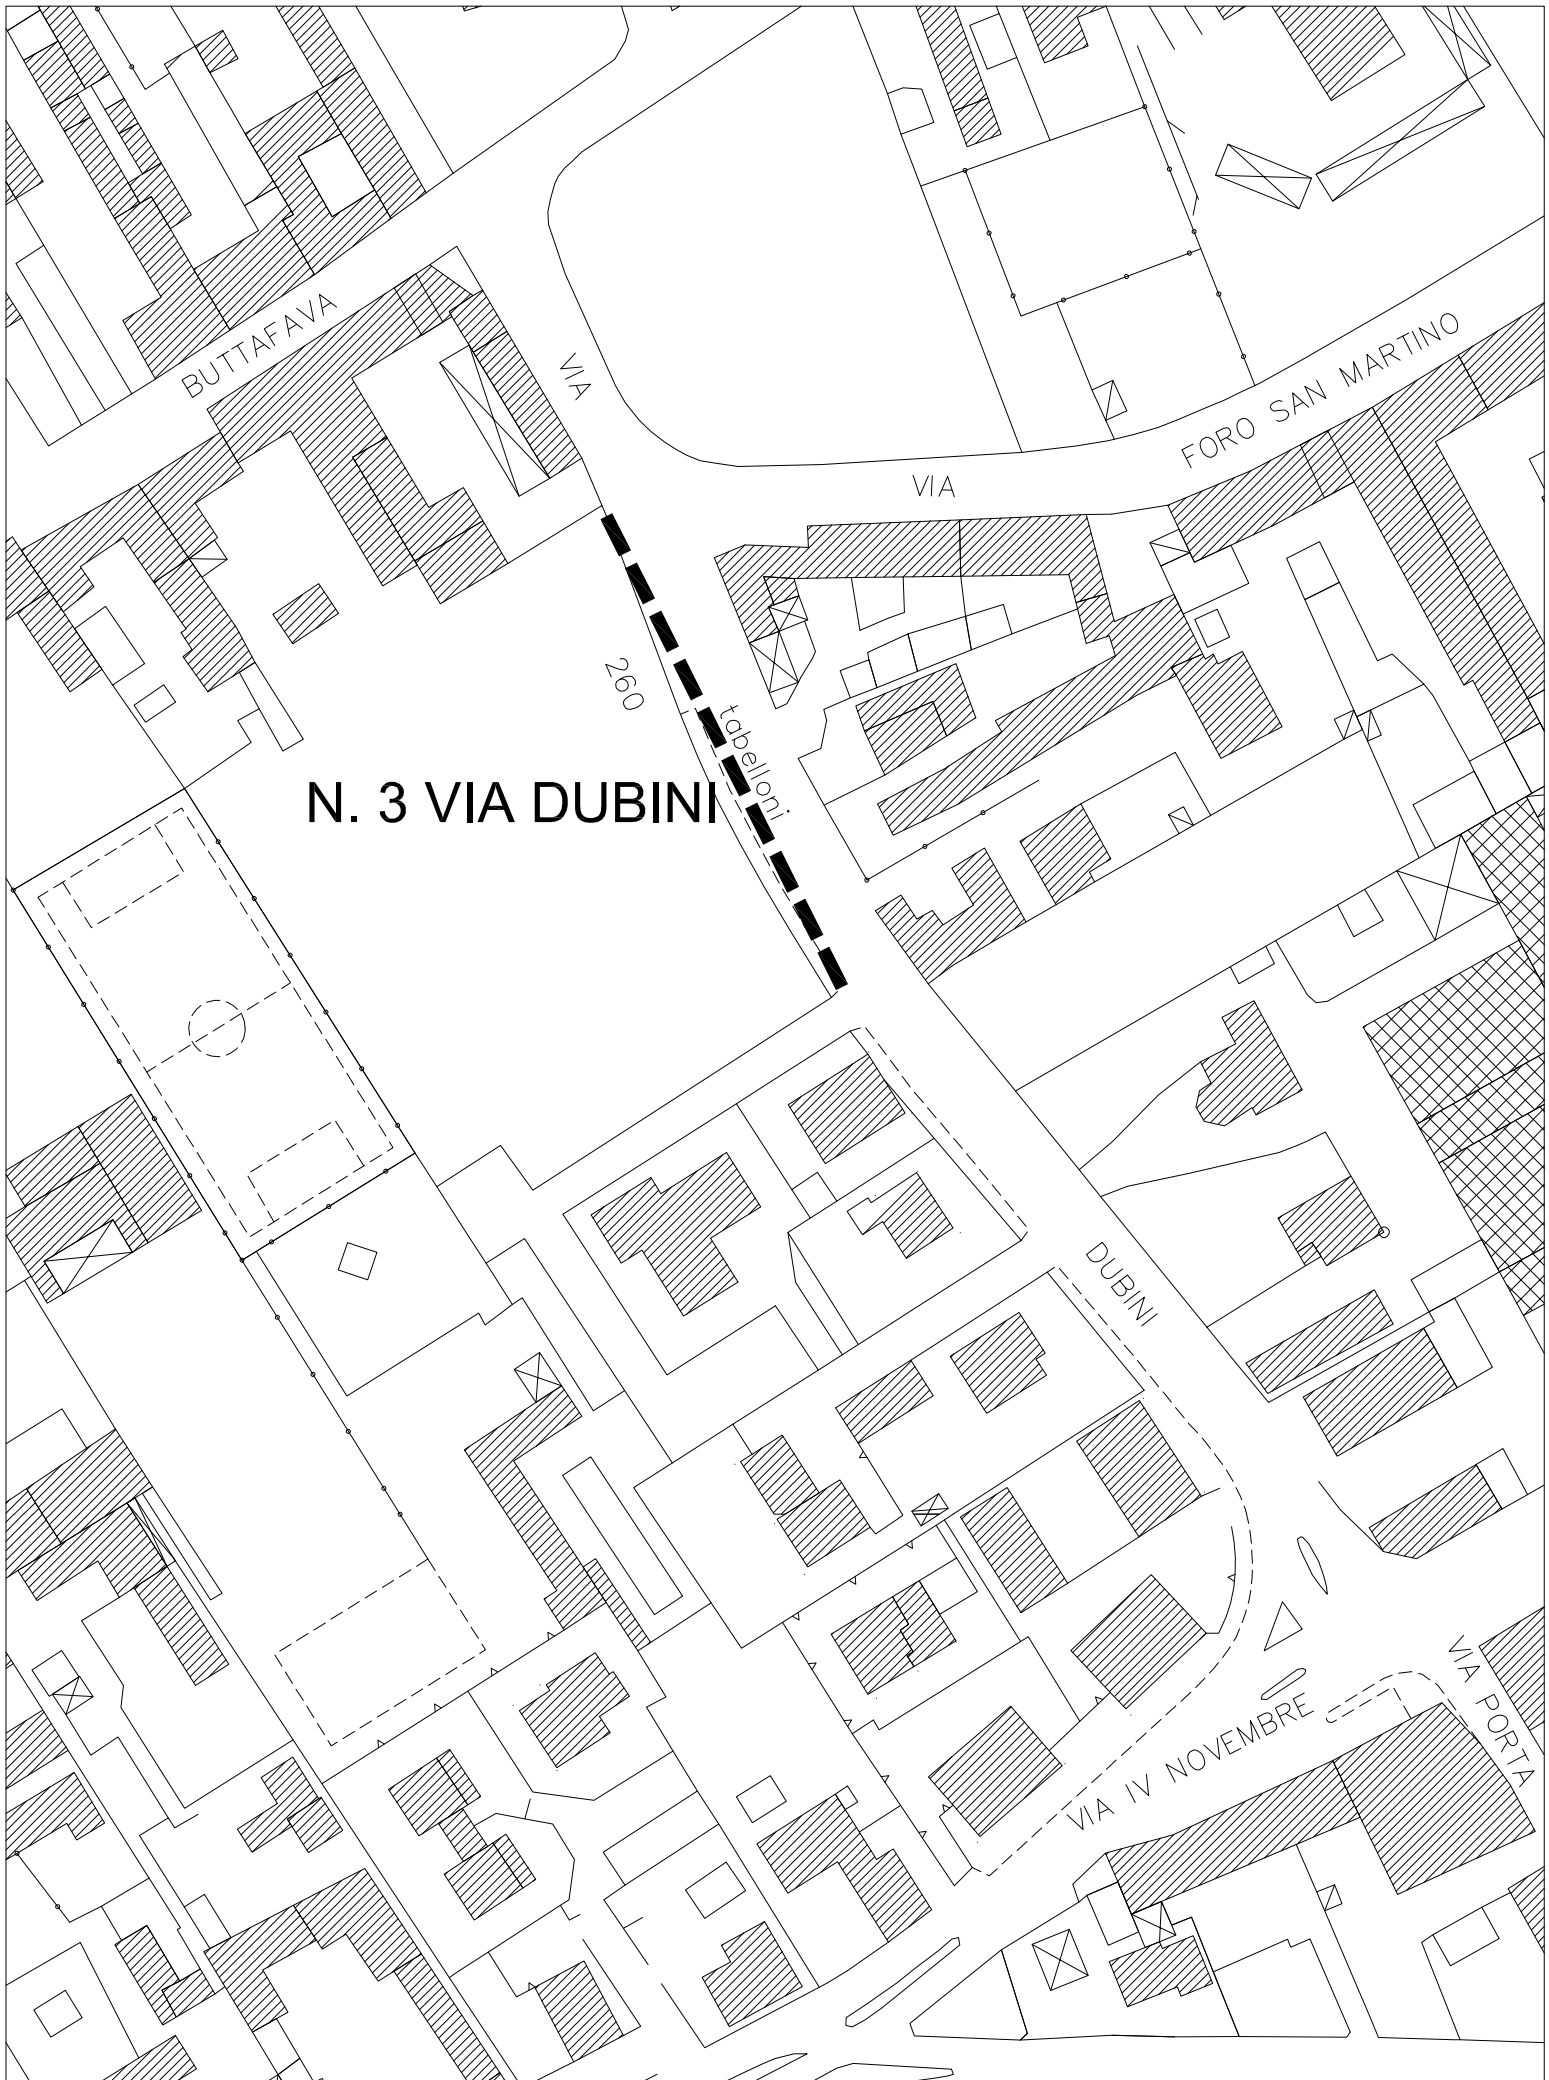 BUTTAFAVA
VIA
FORO SAN MARTINO
VIA
260
tabelloni
N. 3 VIA DUBINI
DUBINI
VIA PORTA
VIA IV NOVEMBRE